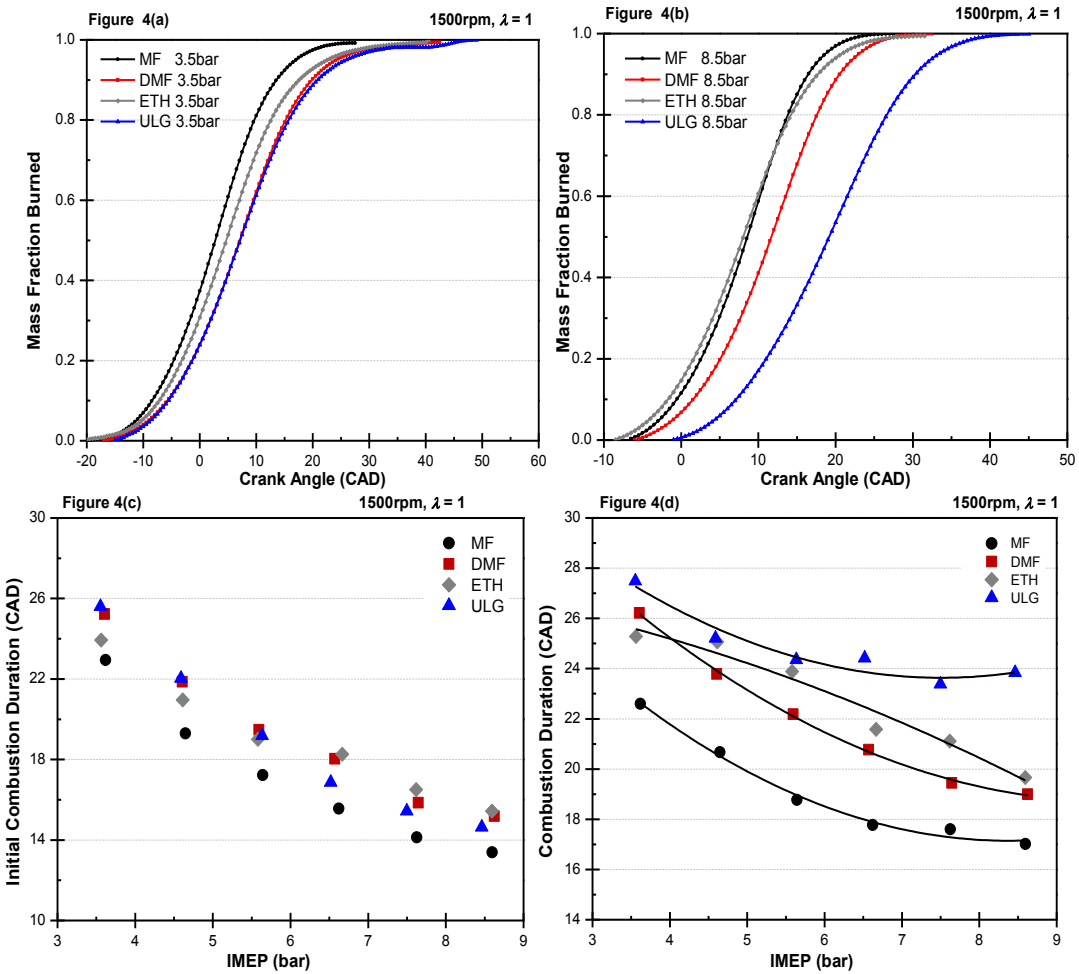 Figure 4(a)
1500rpm, λ = 1
1.0
0.8
0.6
0.4
0.2
0.0
Mass Fraction Burned
MF 3.5bar
DMF 3.5bar
ETH 3.5bar
ULG 3.5bar
-20 -10 0 10 20 30 40 50 60
Crank Angle (CAD)
Figure 4(b)
1500rpm, λ = 1
1.0
0.8
0.6
0.4
0.2
0.0
Mass Fraction Burned
MF 8.5bar
DMF 8.5bar
ETH 8.5bar
ULG 8.5bar
-10 0 10 20 30 40 50
Crank Angle (CAD)
Figure 4(c)
1500rpm, λ = 1
30
26
22
18
14
10
Initial Combustion Duration (CAD)
MF
DMF
ETH
ULG
3 4 5 6 7 8 9
IMEP (bar)
Figure 4(d)
1500rpm, λ = 1
30
28
26
24
22
20
18
16
14
Combustion Duration (CAD)
MF
DMF
ETH
ULG
3 4 5 6 7 8 9
IMEP (bar)